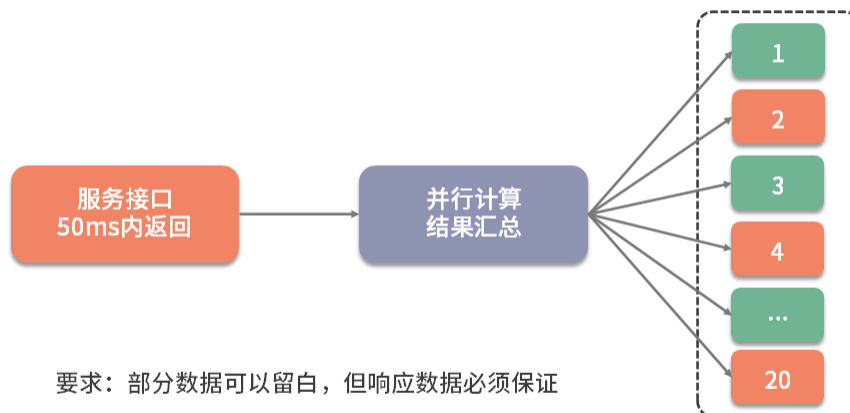 服务接口
50ms内返回
并行计算
结果汇总
1
2
3
4
...
20
要求：部分数据可以留白，但响应数据必须保证